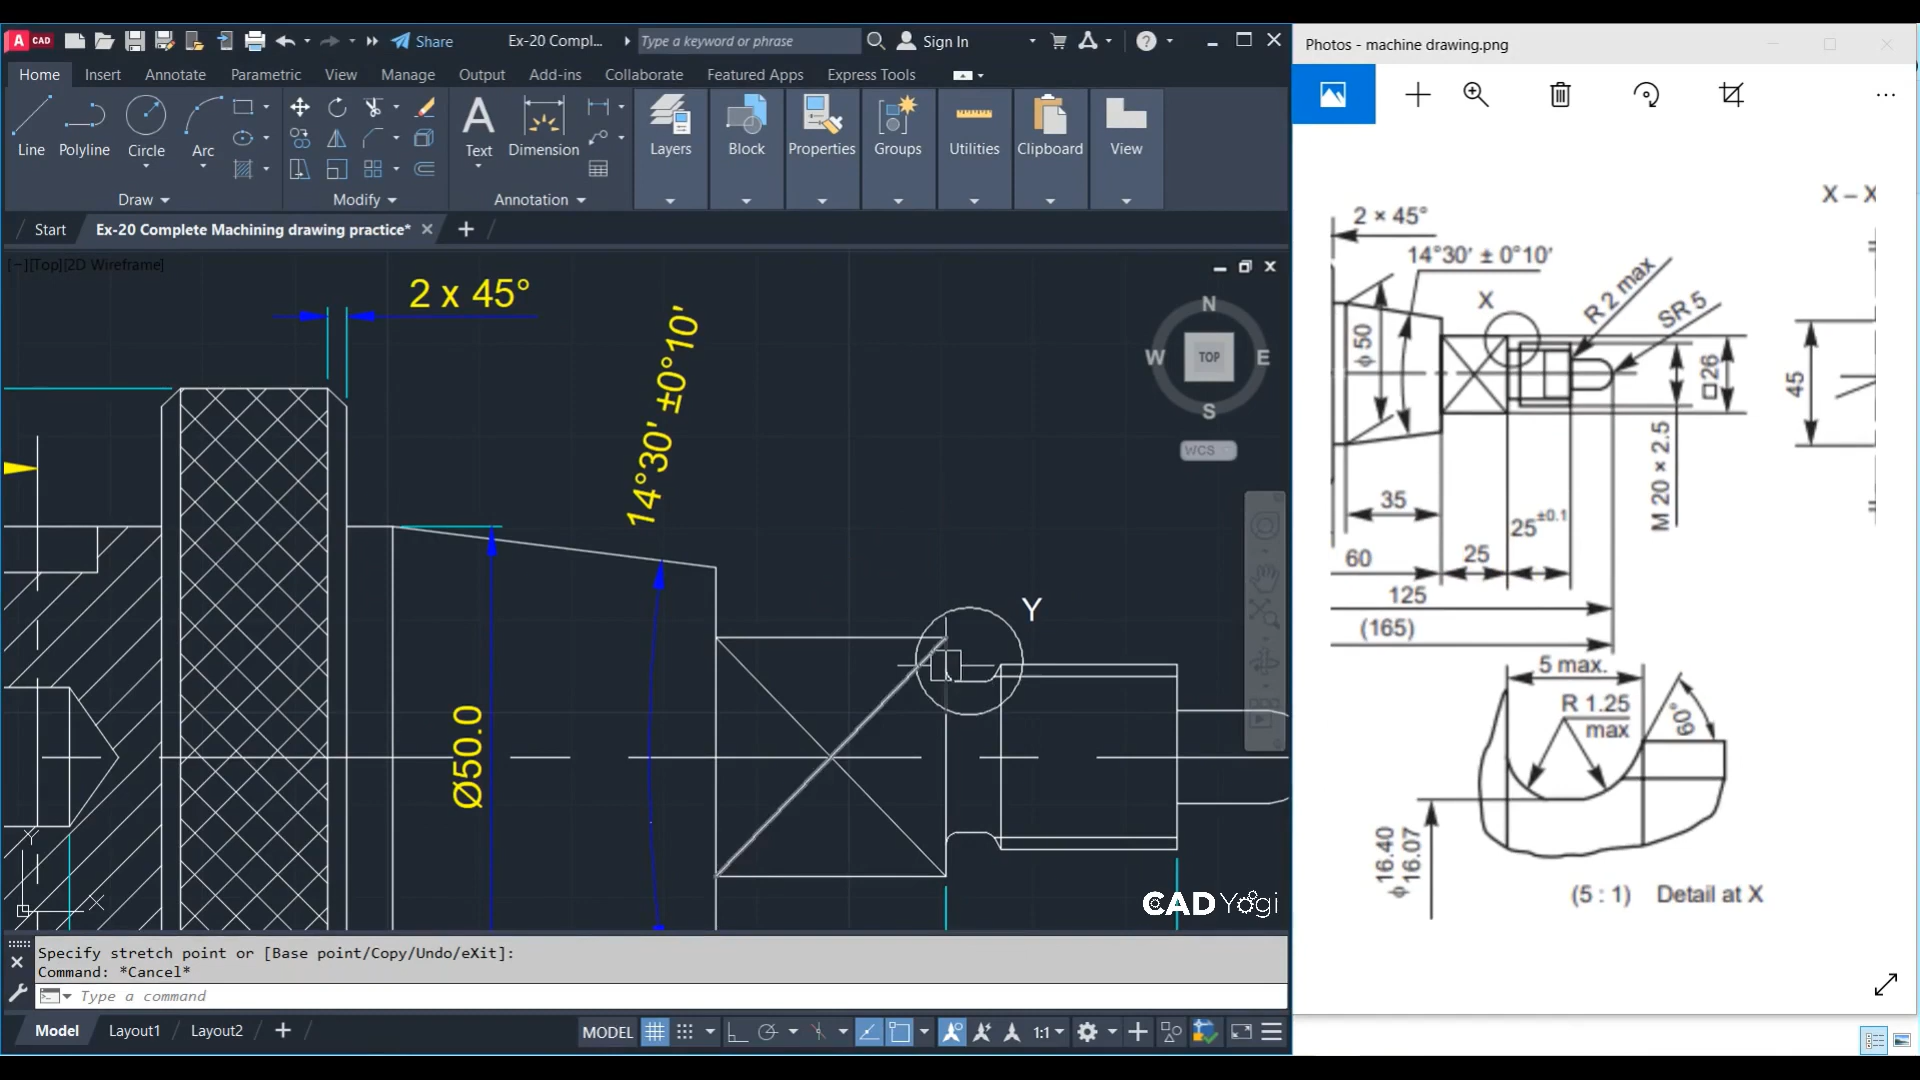 CAD
Share
Ex-20 Compl...
Type a keyword or phrase
Sign In
Home
Insert
Annotate
Parametric
View
Manage
Output
Add-ins
Collaborate
Featured Apps
Express Tools
Line
Polyline
Circle
Arc
Text
Dimension
Layers
Block
Properties
Groups
Utilities
Clipboard
View
Draw
Modify
Annotation
Start
Ex-20 Complete Machining drawing practice*
[−][Top][2D Wireframe]
2 x 45°
14°30' ±0°10'
Ø50.0
Y
N
W
TOP
E
S
WCS
Y
X
CAD Yogi
Specify stretch point or [Base point/Copy/Undo/eXit]:
Command: *Cancel*
Type a command
Model
Layout1
Layout2
MODEL
1:1
Photos - machine drawing.png
X – X
2 × 45°
14°30′ ± 0°10′
X
R 2 max
SR 5
ϕ 50
□26
45
M 20 × 2.5
35
25±0.1
60
25
125
(165)
5 max.
R 1.25
max
60°
ϕ 16.40
16.07
(5 : 1) Detail at X